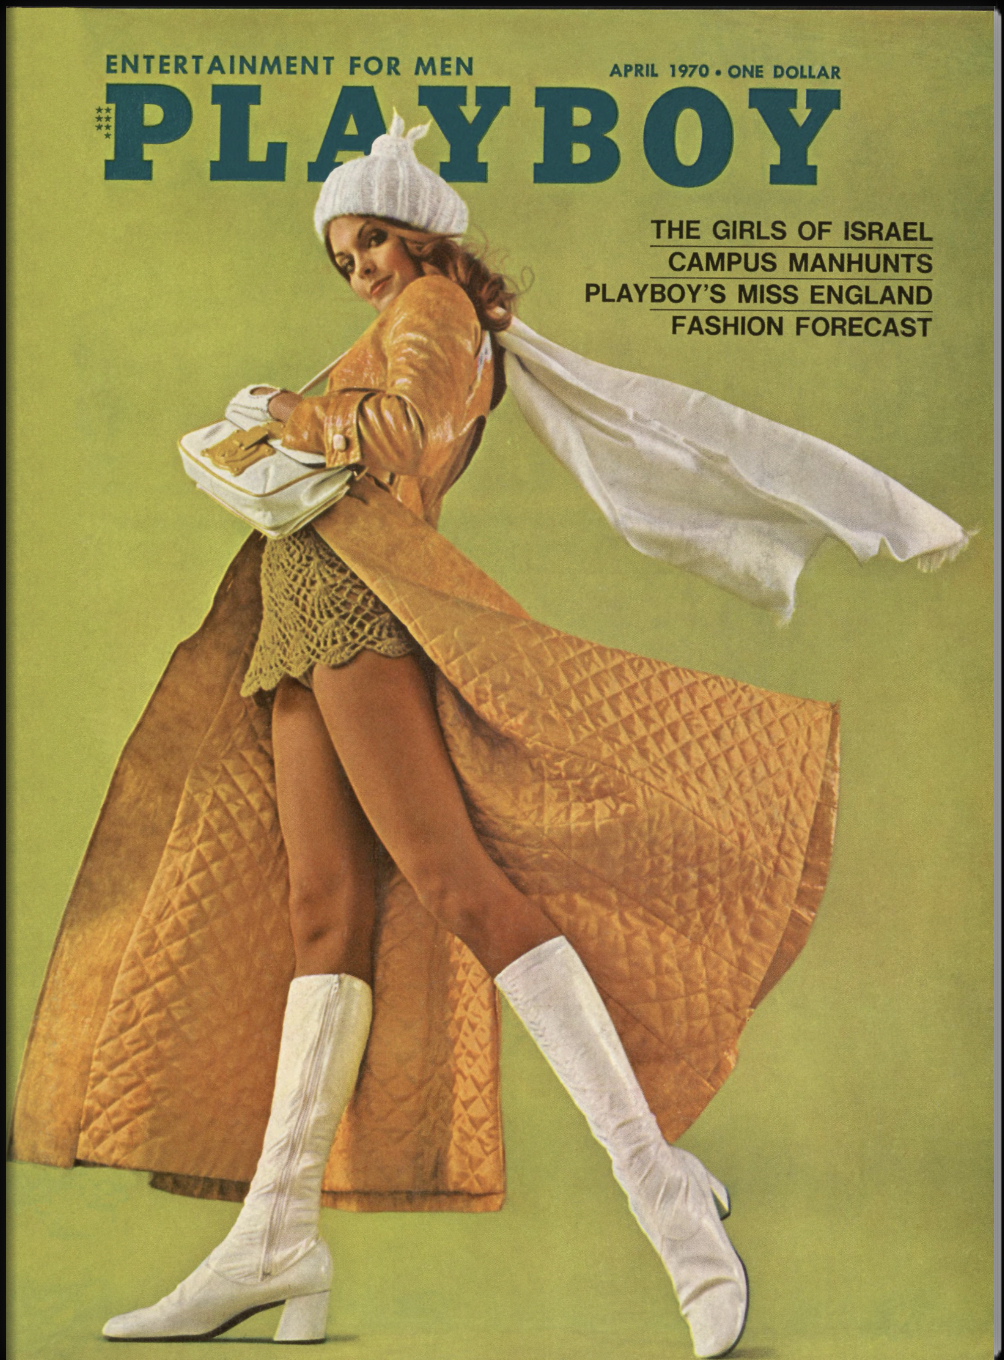 ENTERTAINMENT FOR MEN
APRIL 1970 • ONE DOLLAR
PLAYBOY
THE GIRLS OF ISRAEL
CAMPUS MANHUNTS
PLAYBOY'S MISS ENGLAND
FASHION FORECAST